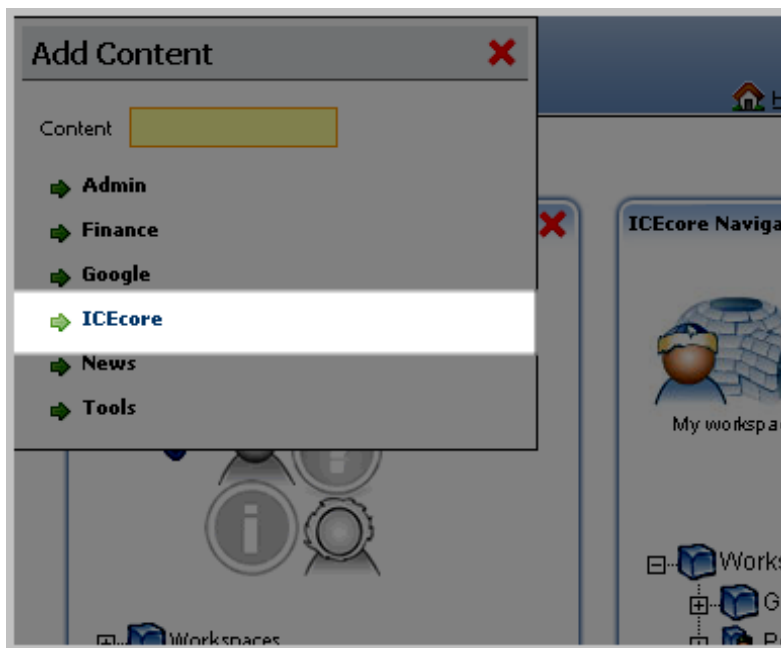 Add Content
Content
Admin
Finance
Google
ICEcore
News
Tools
ICEcore Naviga
My workspa
Works
G
Workspaces